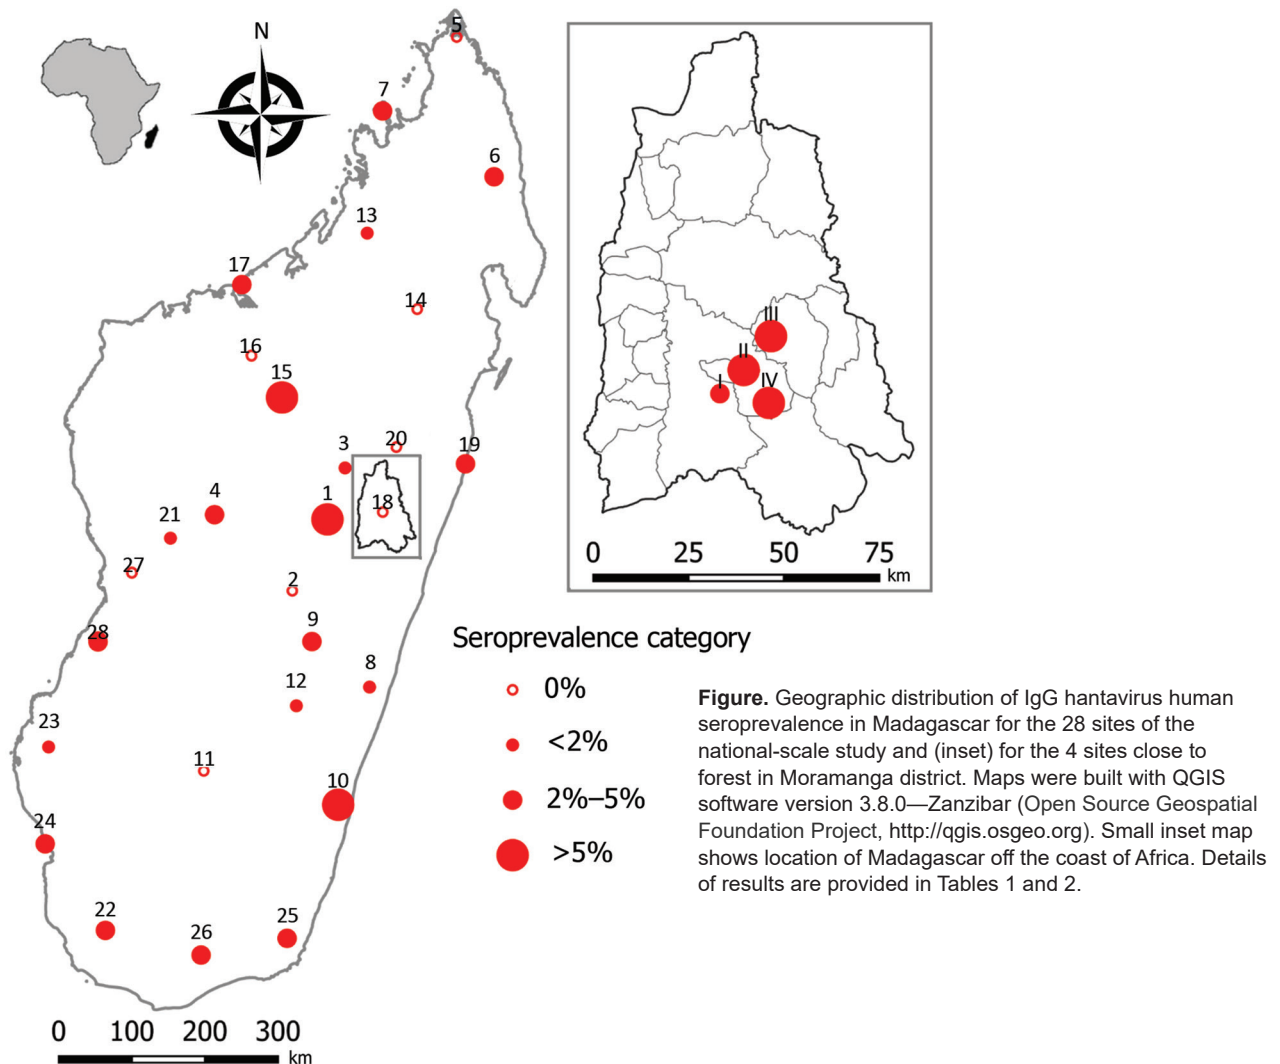 N
5
7
6
13
17
14
16
15
3
20
19
4
1
18
21
27
2
9
28
8
12
23
11
10
24
22
26
25
0 100 200 300
km
III
II
I
IV
0 25 50 75
km
Seroprevalence category
0%
<2%
2%–5%
>5%
Figure. Geographic distribution of IgG hantavirus human
seroprevalence in Madagascar for the 28 sites of the
national-scale study and (inset) for the 4 sites close to
forest in Moramanga district. Maps were built with QGIS
software version 3.8.0—Zanzibar (Open Source Geospatial
Foundation Project, http://qgis.osgeo.org). Small inset map
shows location of Madagascar off the coast of Africa. Details
of results are provided in Tables 1 and 2.